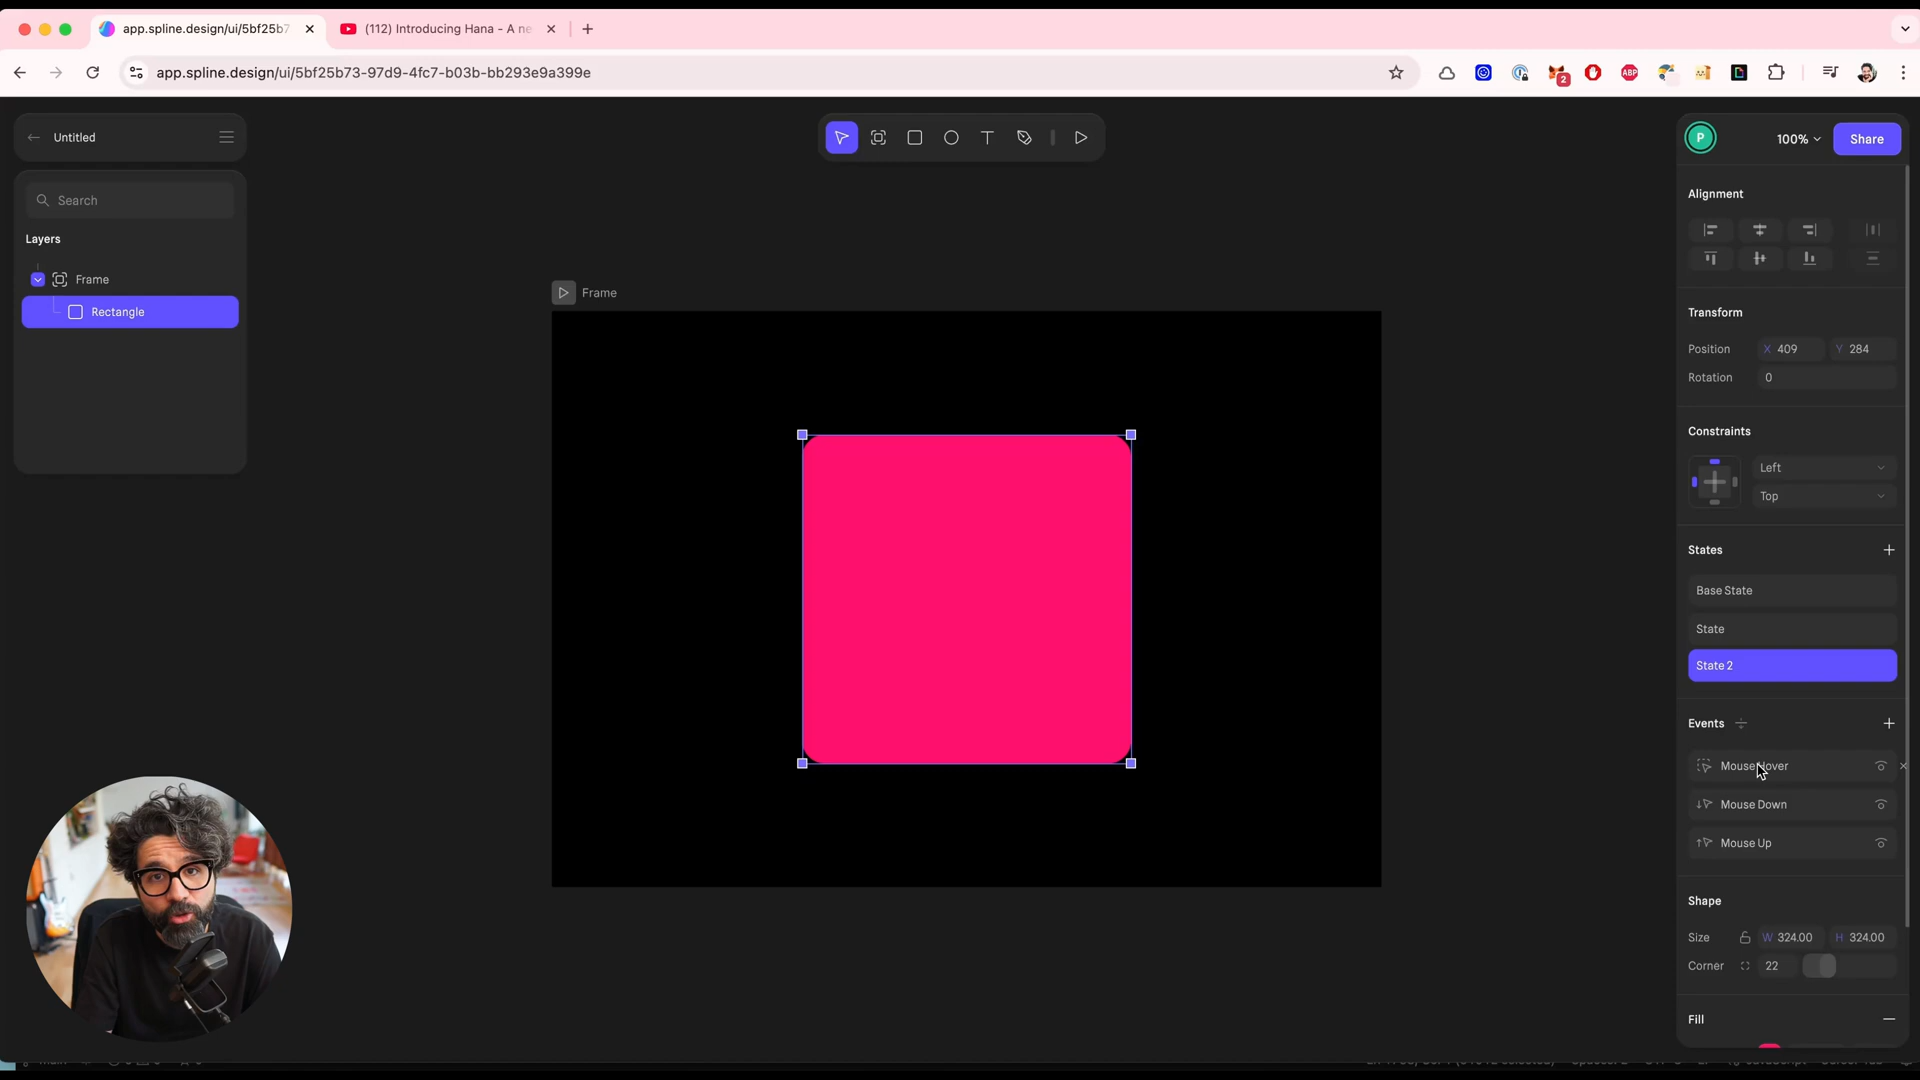 app.spline.design/ui/5bf25b7
(112) Introducing Hana - A ne
app.spline.design/ui/5bf25b73-97d9-4fc7-b03b-bb293e9a399e
2
ABP
Untitled
P
100%
Share
Search
Layers
Frame
Rectangle
Frame
Alignment
Transform
Position X 409 Y 284
Rotation 0
Constraints
Left
Top
States
Base State
State
State 2
Events
Mouse Hover
Mouse Down
Mouse Up
Shape
Size W 324.00 H 324.00
Corner 22
Fill